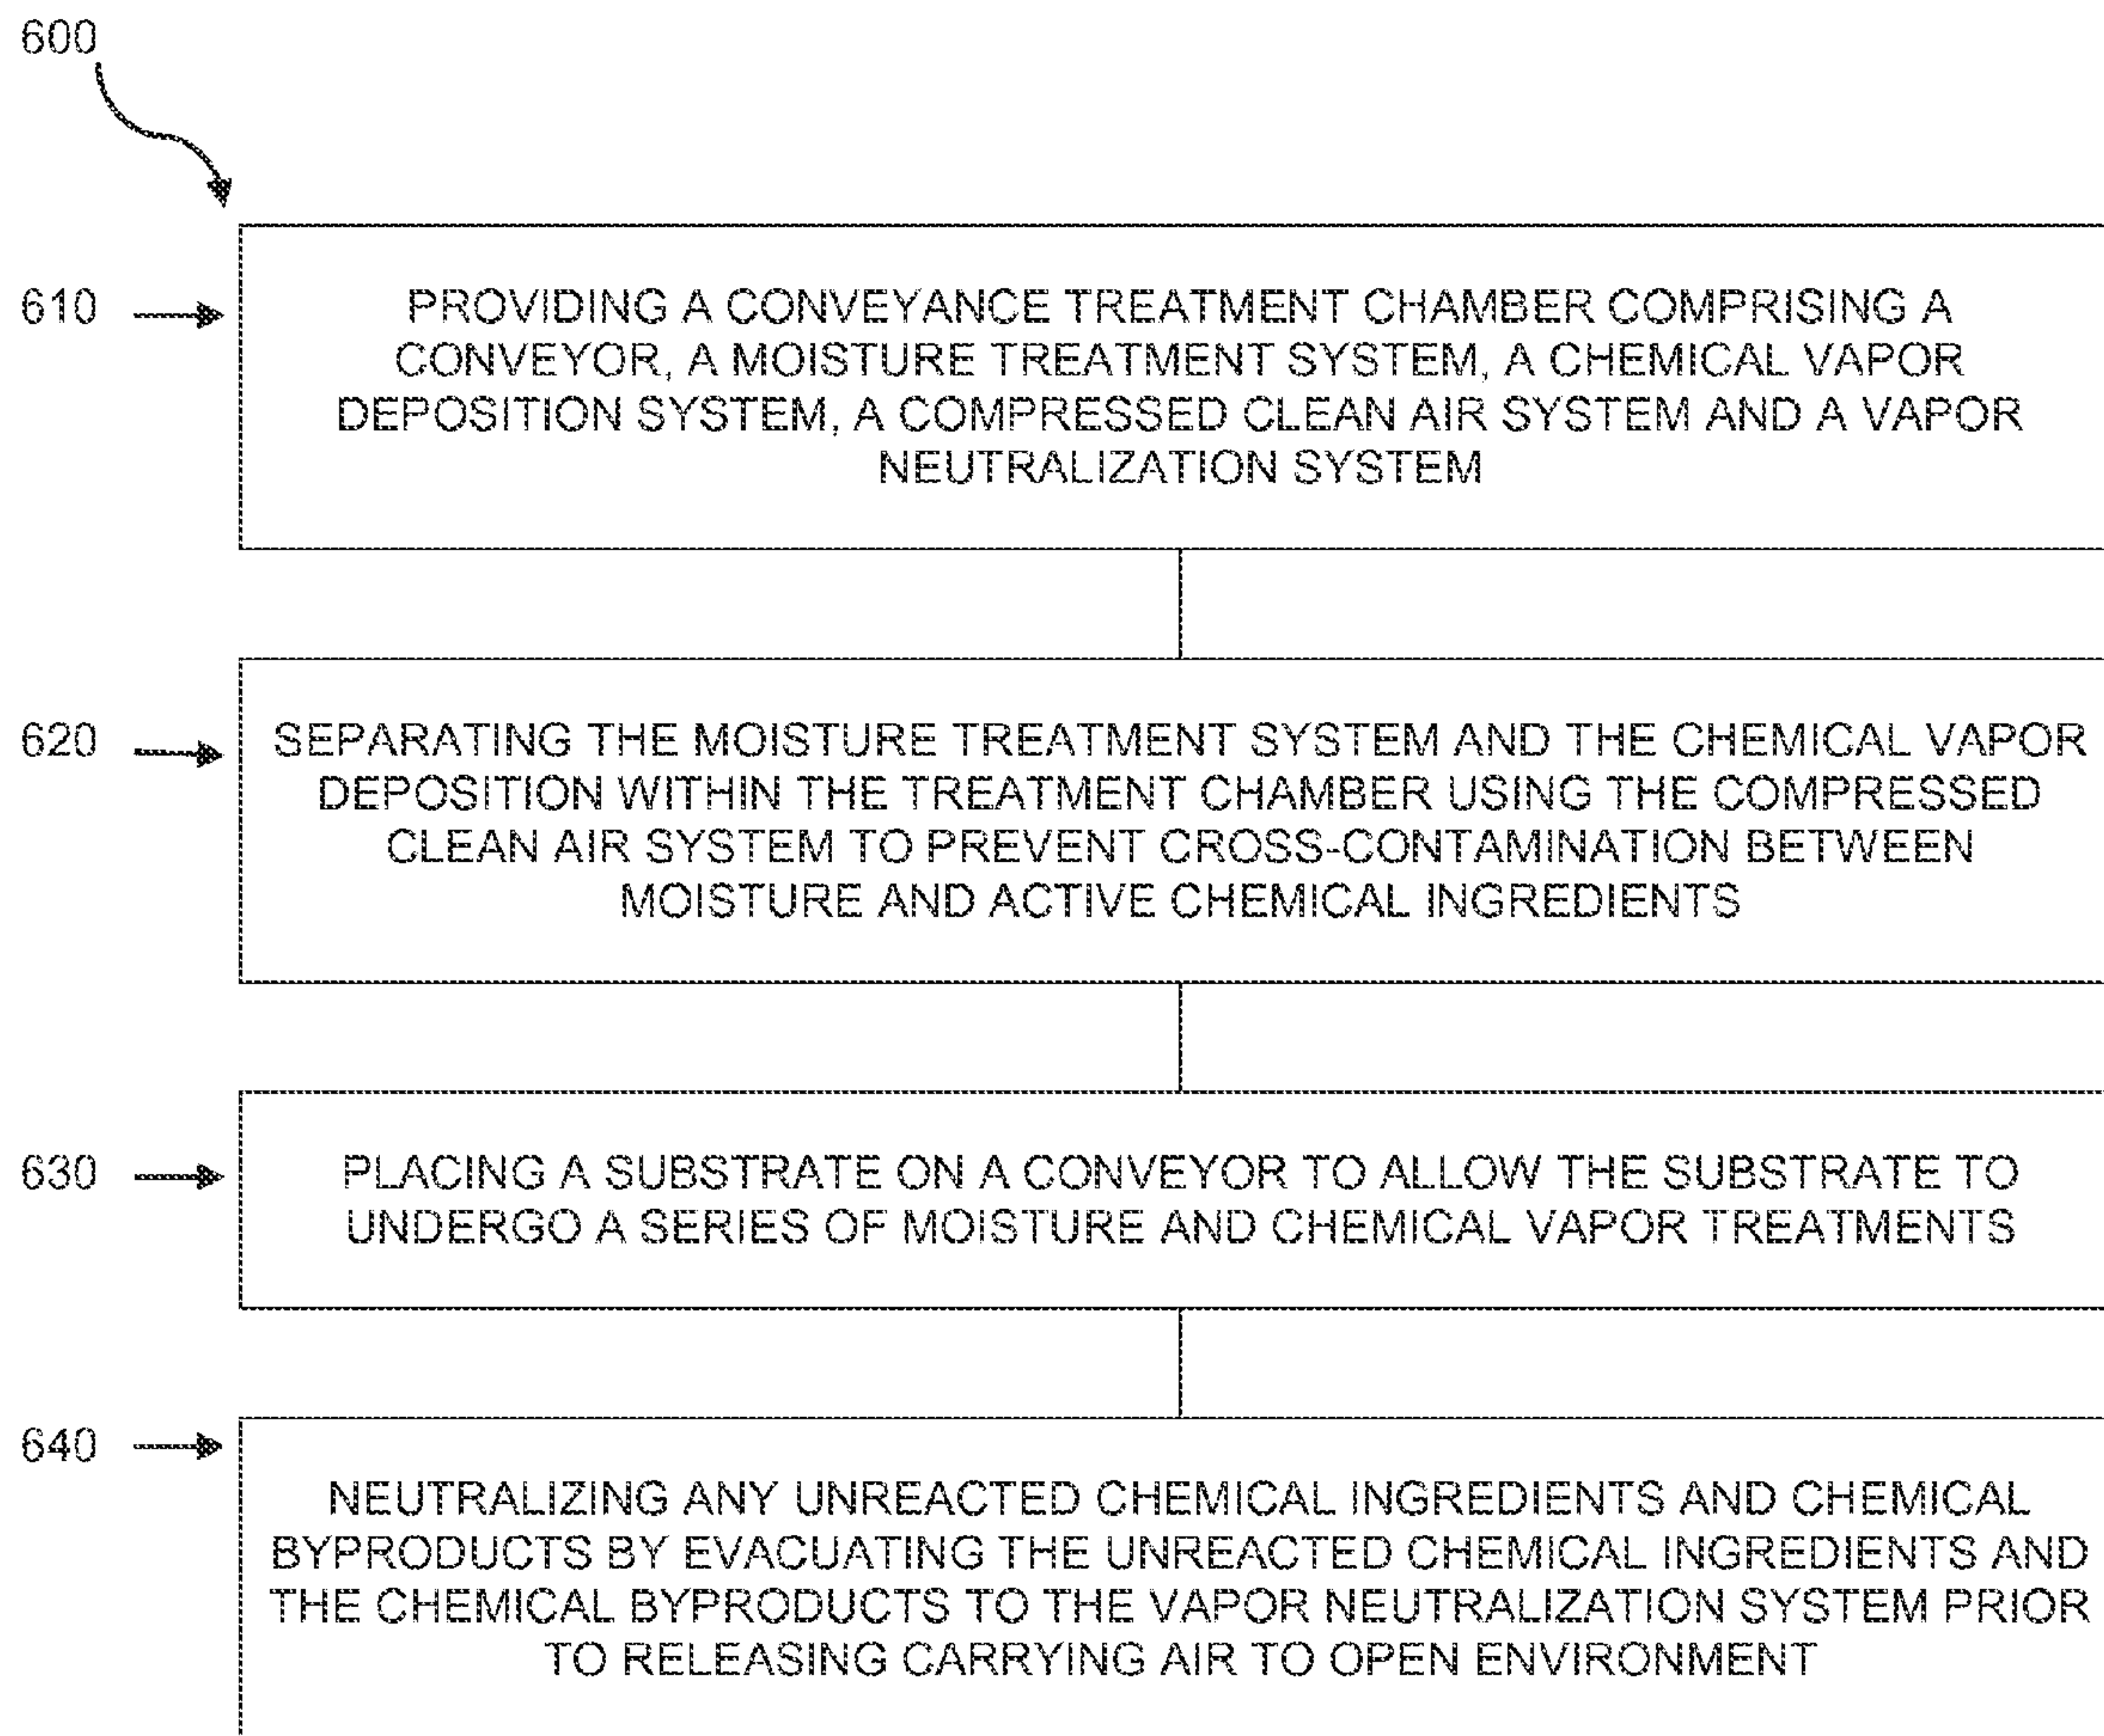 600
610
PROVIDING A CONVEYANCE TREATMENT CHAMBER COMPRISING A
CONVEYOR, A MOISTURE TREATMENT SYSTEM, A CHEMICAL VAPOR
DEPOSITION SYSTEM, A COMPRESSED CLEAN AIR SYSTEM AND A VAPOR
NEUTRALIZATION SYSTEM
620
SEPARATING THE MOISTURE TREATMENT SYSTEM AND THE CHEMICAL VAPOR
DEPOSITION WITHIN THE TREATMENT CHAMBER USING THE COMPRESSED
CLEAN AIR SYSTEM TO PREVENT CROSS-CONTAMINATION BETWEEN
MOISTURE AND ACTIVE CHEMICAL INGREDIENTS
630
PLACING A SUBSTRATE ON A CONVEYOR TO ALLOW THE SUBSTRATE TO
UNDERGO A SERIES OF MOISTURE AND CHEMICAL VAPOR TREATMENTS
640
NEUTRALIZING ANY UNREACTED CHEMICAL INGREDIENTS AND CHEMICAL
BYPRODUCTS BY EVACUATING THE UNREACTED CHEMICAL INGREDIENTS AND
THE CHEMICAL BYPRODUCTS TO THE VAPOR NEUTRALIZATION SYSTEM PRIOR
TO RELEASING CARRYING AIR TO OPEN ENVIRONMENT